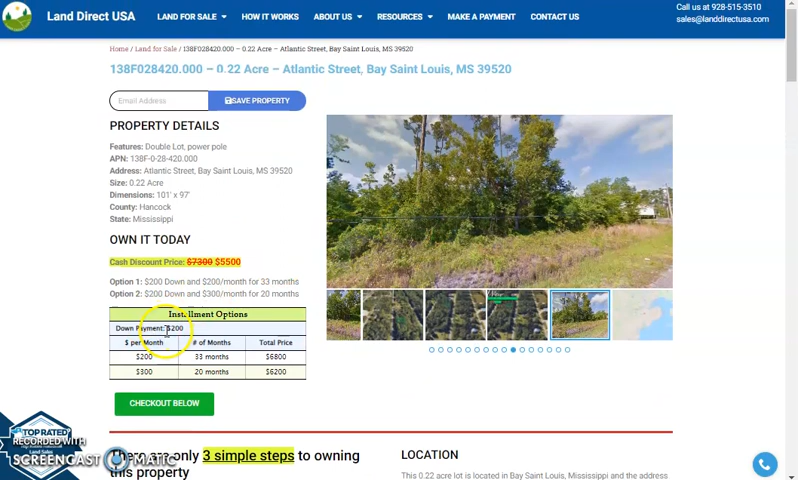 Land Direct USA
LAND FOR SALE HOW IT WORKS ABOUT US RESOURCES MAKE A PAYMENT CONTACT US
Call us at 928-515-3510
sales@landdirectusa.com
Home / Land for Sale / 138F028420.000 – 0.22 Acre – Atlantic Street, Bay Saint Louis, MS 39520
138F028420.000 – 0.22 Acre – Atlantic Street, Bay Saint Louis, MS 39520
Email Address
SAVE PROPERTY
PROPERTY DETAILS
Features: Double Lot, power pole
APN: 138F-0-28-420.000
Address: Atlantic Street, Bay Saint Louis, MS 39520
Size: 0.22 Acre
Dimensions: 101' x 97'
County: Hancock
State: Mississippi
OWN IT TODAY
Cash Discount Price: $7300 $5500
Option 1: $200 Down and $200/month for 33 months
Option 2: $200 Down and $300/month for 20 months
Installment Options
Down Payment: $200
$ per Month # of Months Total Price
$200 33 months $6800
$300 20 months $6200
CHECKOUT BELOW
There are only 3 simple steps to owning
this property
LOCATION
This 0.22 acre lot is located in Bay Saint Louis, Mississippi and the address
TOP RATED
Land Sales
RECORDED WITH
SCREENCAST MATIC